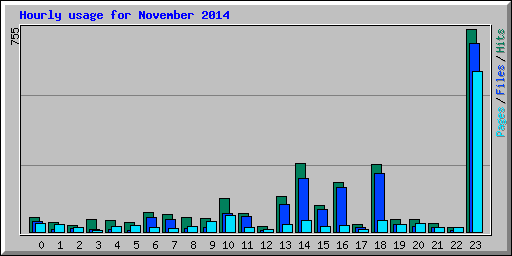 Hourly usage for November 2014
755
Pages/Files/Hits
0 1 2 3 4 5 6 7 8 9 10 11 12 13 14 15 16 17 18 19 20 21 22 23